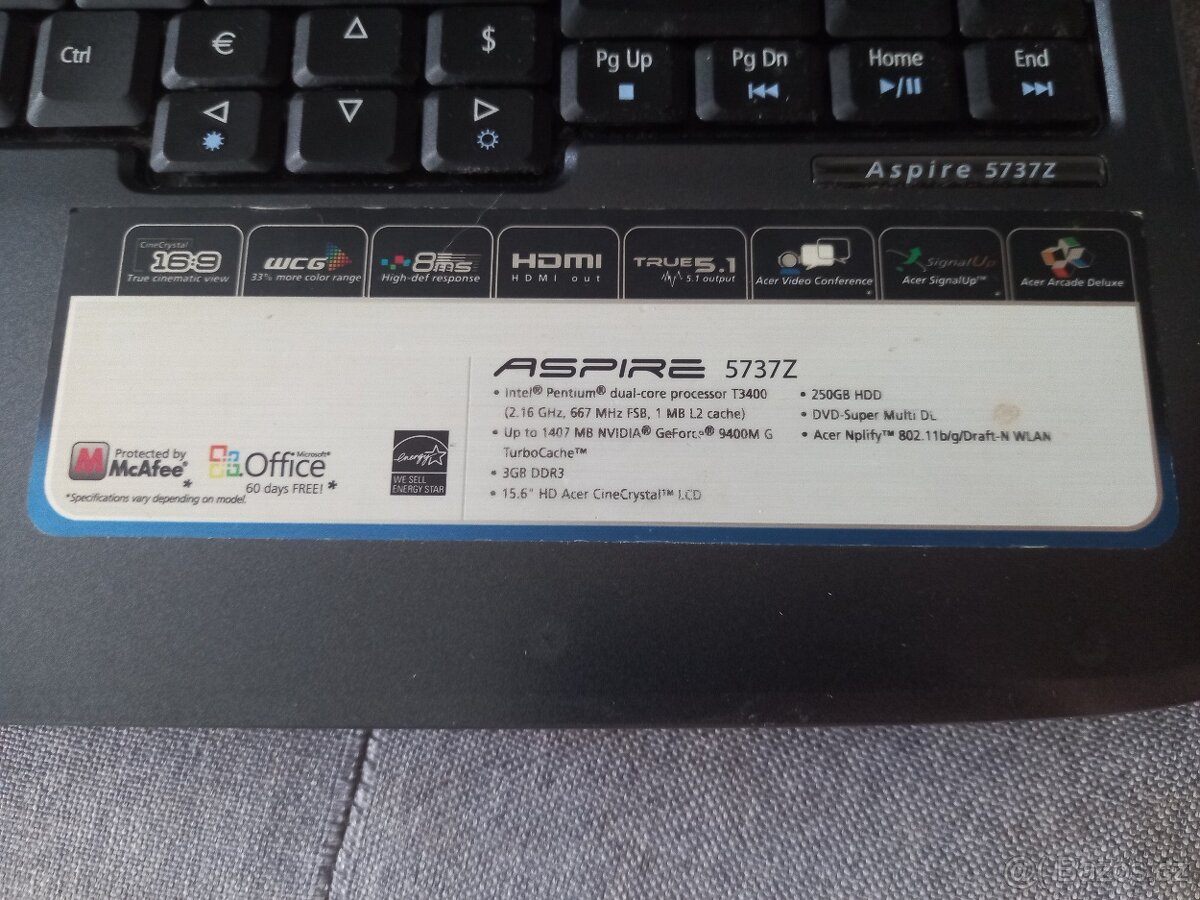 Ctrl
€
$
Pg Up
Pg Dn
Home
End
Aspire 5737Z
CineCrystal
16:9
True cinematic view
WCG
33% more color range
8ms
High-def response
HDMI
HDMI out
TRUE5.1
5.1 output
Acer Video Conference*
SignalUp
Acer SignalUp™*
Acer Arcade Deluxe
ASPIRE 5737Z
• Intel® Pentium® dual-core processor T3400
(2.16 GHz, 667 MHz FSB, 1 MB L2 cache)
• Up to 1407 MB NVIDIA® GeForce® 9400M G
TurboCache™
• 3GB DDR3
• 15.6" HD Acer CineCrystal™ LCD
• 250GB HDD
• DVD-Super Multi DL
• Acer Nplify™ 802.11b/g/Draft-N WLAN
Protected by
McAfee®*
Microsoft®
Office
60 days FREE! *
energy
WE SELL
ENERGY STAR
*Specifications vary depending on model.
Bazos.cz